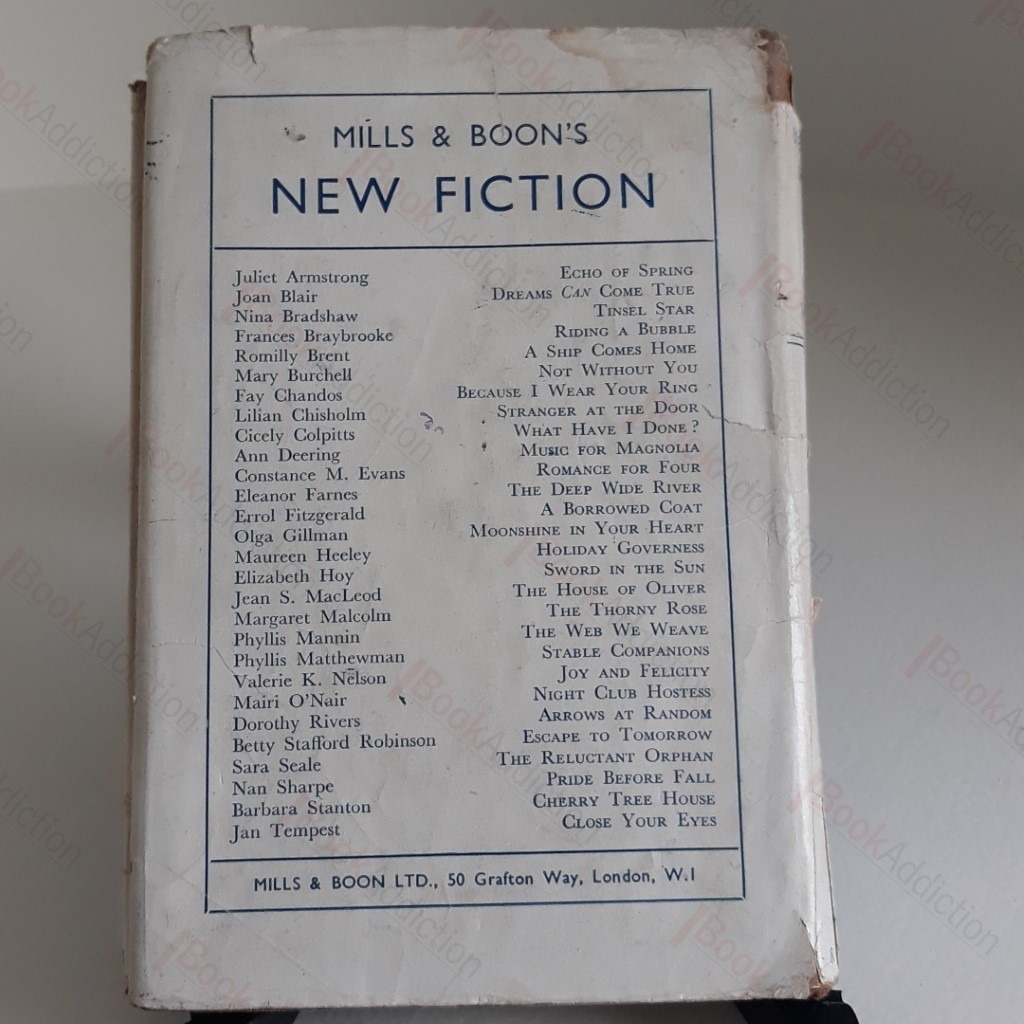 MILLS & BOON'S
NEW FICTION
Juliet Armstrong ECHO OF SPRING
Joan Blair DREAMS CAN COME TRUE
Nina Bradshaw TINSEL STAR
Frances Braybrooke RIDING A BUBBLE
Romilly Brent A SHIP COMES HOME
Mary Burchell NOT WITHOUT YOU
Fay Chandos BECAUSE I WEAR YOUR RING
Lilian Chisholm STRANGER AT THE DOOR
Cicely Colpitts WHAT HAVE I DONE?
Ann Deering MUSIC FOR MAGNOLIA
Constance M. Evans ROMANCE FOR FOUR
Eleanor Farnes THE DEEP WIDE RIVER
Errol Fitzgerald A BORROWED COAT
Olga Gillman MOONSHINE IN YOUR HEART
Maureen Heeley HOLIDAY GOVERNESS
Elizabeth Hoy SWORD IN THE SUN
Jean S. MacLeod THE HOUSE OF OLIVER
Margaret Malcolm THE THORNY ROSE
Phyllis Mannin THE WEB WE WEAVE
Phyllis Matthewman STABLE COMPANIONS
Valerie K. Nelson JOY AND FELICITY
Mairi O'Nair NIGHT CLUB HOSTESS
Dorothy Rivers ARROWS AT RANDOM
Betty Stafford Robinson ESCAPE TO TOMORROW
Sara Seale THE RELUCTANT ORPHAN
Nan Sharpe PRIDE BEFORE FALL
Barbara Stanton CHERRY TREE HOUSE
Jan Tempest CLOSE YOUR EYES
MILLS & BOON LTD., 50 Grafton Way, London, W.1
BookAddiction